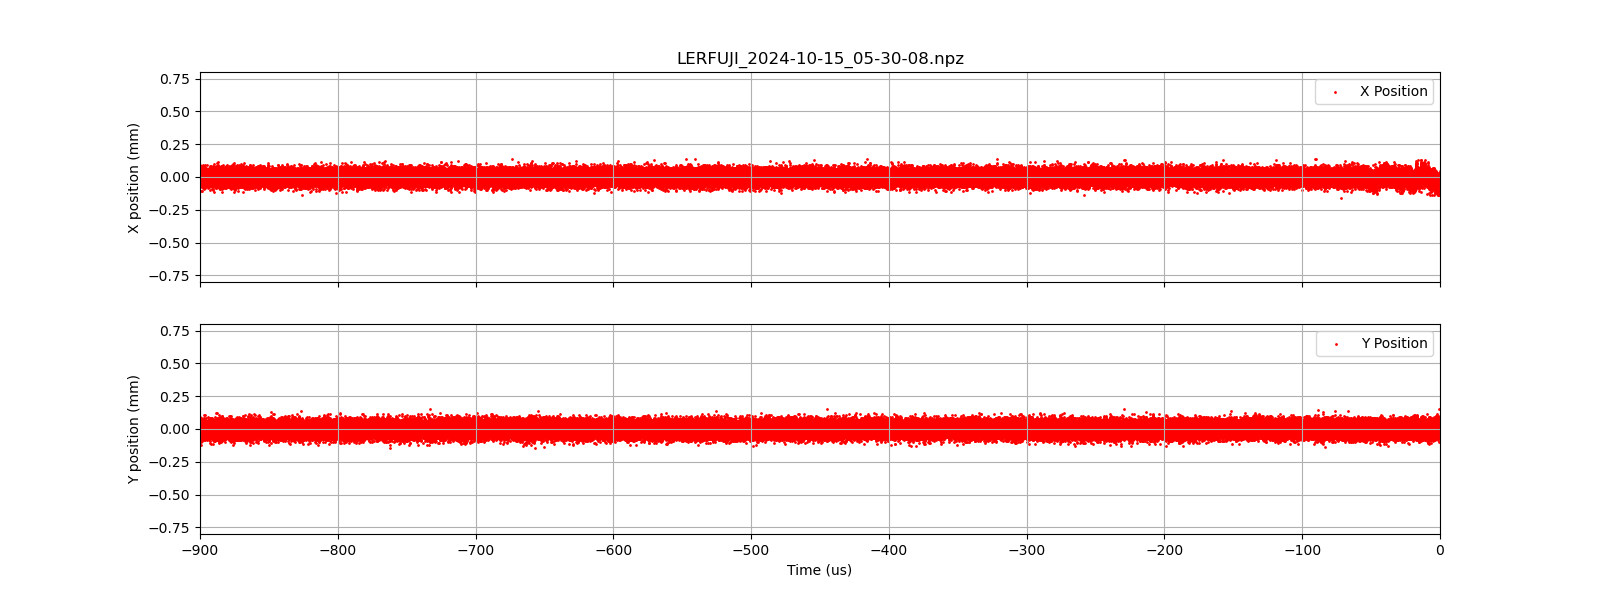 LERFUJI_2024-10-15_05-30-08.npz
0.75
0.50
0.25
0.00
−0.25
−0.50
−0.75
X position (mm)
X Position
0.75
0.50
0.25
0.00
−0.25
−0.50
−0.75
Y position (mm)
Y Position
−900 −800 −700 −600 −500 −400 −300 −200 −100 0
Time (us)